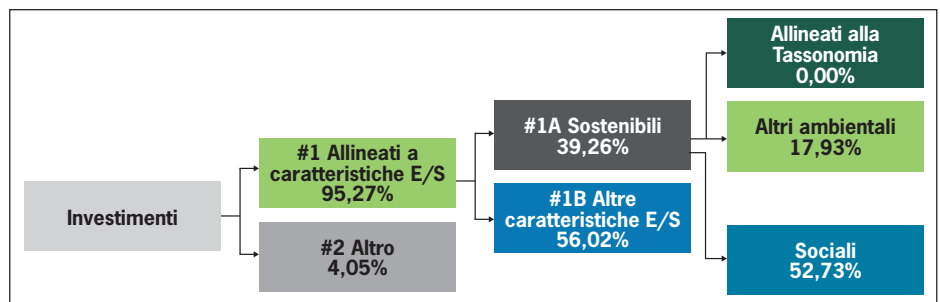 Investimenti
#1 Allineati a
caratteristiche E/S
95,27%
#2 Altro
4,05%
#1A Sostenibili
39,26%
#1B Altre
caratteristiche E/S
56,02%
Allineati alla
Tassonomia
0,00%
Altri ambientali
17,93%
Sociali
52,73%